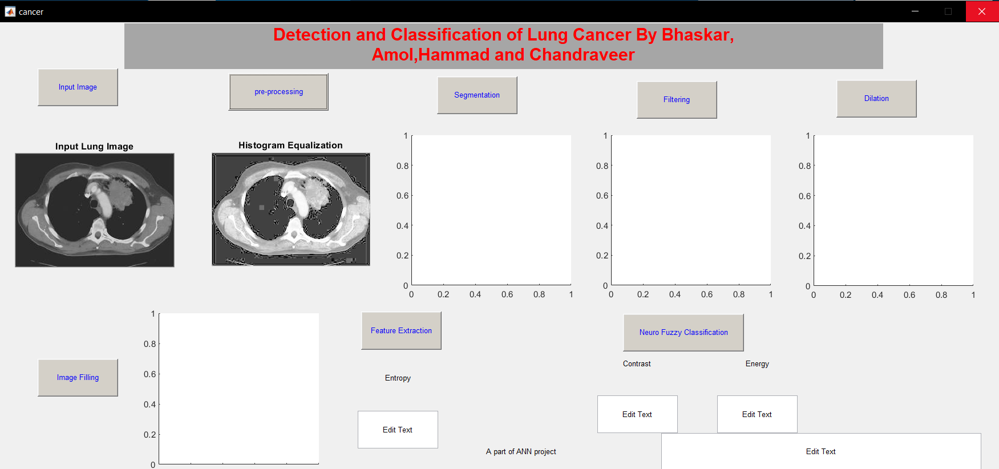 cancer
Detection and Classification of Lung Cancer By Bhaskar,
Amol,Hammad and Chandraveer
Input Image
pre-processing
Segmentation
Filtering
Dilation
Input Lung Image
Histogram Equalization
1
0.8
0.6
0.4
0.2
0
0 0.2 0.4 0.6 0.8 1
1
0.8
0.6
0.4
0.2
0
0 0.2 0.4 0.6 0.8 1
1
0.8
0.6
0.4
0.2
0
0 0.2 0.4 0.6 0.8 1
Image Filling
1
0.8
0.6
0.4
0.2
0
Feature Extraction
Entropy
Edit Text
A part of ANN project
Neuro Fuzzy Classification
Contrast
Energy
Edit Text
Edit Text
Edit Text